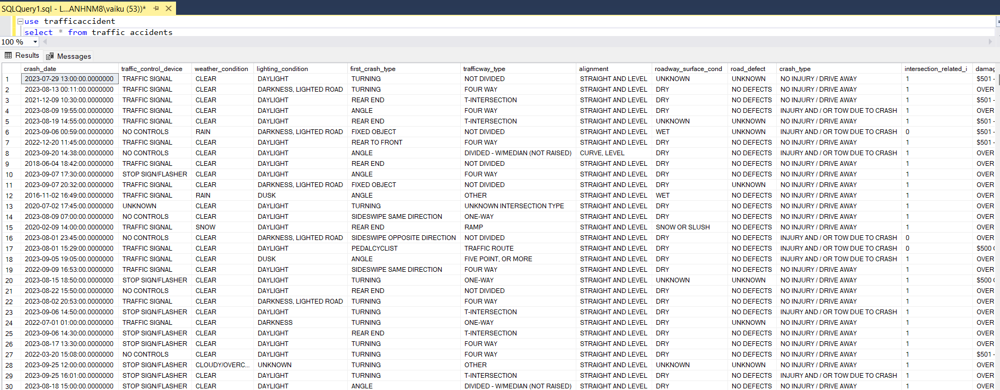 SQLQuery1.sql - L...ANHNM8\vaiku (53))*
use trafficaccident
select * from traffic accidents
100 %
Results Messages
crash_date traffic_control_device weather_condition lighting_condition first_crash_type trafficway_type alignment roadway_surface_cond road_defect crash_type intersection_related_i damag
1 2023-07-29 13:00:00.0000000 TRAFFIC SIGNAL CLEAR DAYLIGHT TURNING NOT DIVIDED STRAIGHT AND LEVEL UNKNOWN UNKNOWN NO INJURY / DRIVE AWAY 1 $501 -
2 2023-08-13 00:11:00.0000000 TRAFFIC SIGNAL CLEAR DARKNESS, LIGHTED ROAD TURNING FOUR WAY STRAIGHT AND LEVEL DRY NO DEFECTS NO INJURY / DRIVE AWAY 1 OVER
3 2021-12-09 10:30:00.0000000 TRAFFIC SIGNAL CLEAR DAYLIGHT REAR END T-INTERSECTION STRAIGHT AND LEVEL DRY NO DEFECTS NO INJURY / DRIVE AWAY 1 $501 -
4 2023-08-09 19:55:00.0000000 TRAFFIC SIGNAL CLEAR DAYLIGHT ANGLE FOUR WAY STRAIGHT AND LEVEL DRY NO DEFECTS INJURY AND / OR TOW DUE TO CRASH 1 OVER
5 2023-08-19 14:55:00.0000000 TRAFFIC SIGNAL CLEAR DAYLIGHT REAR END T-INTERSECTION STRAIGHT AND LEVEL UNKNOWN UNKNOWN NO INJURY / DRIVE AWAY 1 $501 -
6 2023-09-06 00:59:00.0000000 NO CONTROLS RAIN DARKNESS, LIGHTED ROAD FIXED OBJECT NOT DIVIDED STRAIGHT AND LEVEL WET UNKNOWN INJURY AND / OR TOW DUE TO CRASH 0 $501 -
7 2022-12-20 11:45:00.0000000 TRAFFIC SIGNAL CLEAR DAYLIGHT REAR TO FRONT FOUR WAY STRAIGHT AND LEVEL DRY NO DEFECTS NO INJURY / DRIVE AWAY 1 $501 -
8 2023-09-20 14:38:00.0000000 NO CONTROLS CLEAR DAYLIGHT ANGLE DIVIDED - W/MEDIAN (NOT RAISED) CURVE, LEVEL DRY NO DEFECTS INJURY AND / OR TOW DUE TO CRASH 1 OVER
9 2018-06-04 18:42:00.0000000 TRAFFIC SIGNAL CLEAR DAYLIGHT REAR END NOT DIVIDED STRAIGHT AND LEVEL DRY NO DEFECTS NO INJURY / DRIVE AWAY 1 OVER
10 2023-09-07 17:30:00.0000000 STOP SIGN/FLASHER CLEAR DAYLIGHT ANGLE FOUR WAY STRAIGHT AND LEVEL DRY NO DEFECTS NO INJURY / DRIVE AWAY 1 OVER
11 2023-09-07 20:32:00.0000000 TRAFFIC SIGNAL CLEAR DARKNESS, LIGHTED ROAD FIXED OBJECT NOT DIVIDED STRAIGHT AND LEVEL DRY UNKNOWN NO INJURY / DRIVE AWAY 1 OVER
12 2016-11-02 16:49:00.0000000 TRAFFIC SIGNAL RAIN DUSK ANGLE OTHER STRAIGHT AND LEVEL WET NO DEFECTS NO INJURY / DRIVE AWAY 1 OVER
13 2020-07-02 17:45:00.0000000 UNKNOWN CLEAR DAYLIGHT TURNING UNKNOWN INTERSECTION TYPE STRAIGHT AND LEVEL DRY NO DEFECTS NO INJURY / DRIVE AWAY 1 OVER
14 2023-08-09 07:00:00.0000000 NO CONTROLS CLEAR DAYLIGHT SIDESWIPE SAME DIRECTION ONE-WAY STRAIGHT AND LEVEL DRY NO DEFECTS NO INJURY / DRIVE AWAY 1 OVER
15 2020-02-09 14:00:00.0000000 TRAFFIC SIGNAL SNOW DAYLIGHT REAR END RAMP STRAIGHT AND LEVEL SNOW OR SLUSH NO DEFECTS NO INJURY / DRIVE AWAY 1 OVER
16 2023-08-01 23:45:00.0000000 NO CONTROLS CLEAR DARKNESS, LIGHTED ROAD SIDESWIPE OPPOSITE DIRECTION NOT DIVIDED STRAIGHT AND LEVEL DRY NO DEFECTS INJURY AND / OR TOW DUE TO CRASH 0 OVER
17 2023-08-01 15:29:00.0000000 TRAFFIC SIGNAL CLEAR DAYLIGHT PEDALCYCLIST TRAFFIC ROUTE STRAIGHT AND LEVEL DRY NO DEFECTS INJURY AND / OR TOW DUE TO CRASH 0 $500 O
18 2023-09-05 19:05:00.0000000 TRAFFIC SIGNAL CLEAR DUSK ANGLE FIVE POINT, OR MORE STRAIGHT AND LEVEL DRY NO DEFECTS INJURY AND / OR TOW DUE TO CRASH 1 OVER
19 2022-09-09 16:53:00.0000000 TRAFFIC SIGNAL CLEAR DAYLIGHT SIDESWIPE SAME DIRECTION FOUR WAY STRAIGHT AND LEVEL DRY NO DEFECTS NO INJURY / DRIVE AWAY 1 OVER
20 2023-08-15 18:50:00.0000000 STOP SIGN/FLASHER CLEAR DAYLIGHT TURNING ONE-WAY STRAIGHT AND LEVEL UNKNOWN UNKNOWN NO INJURY / DRIVE AWAY 1 $500 O
21 2023-08-22 15:50:00.0000000 NO CONTROLS CLEAR DAYLIGHT REAR END NOT DIVIDED STRAIGHT AND LEVEL DRY NO DEFECTS NO INJURY / DRIVE AWAY 1 OVER
22 2023-08-02 20:53:00.0000000 TRAFFIC SIGNAL CLEAR DARKNESS, LIGHTED ROAD TURNING FOUR WAY STRAIGHT AND LEVEL DRY NO DEFECTS NO INJURY / DRIVE AWAY 1 OVER
23 2023-09-06 14:50:00.0000000 STOP SIGN/FLASHER CLEAR DAYLIGHT TURNING T-INTERSECTION STRAIGHT AND LEVEL DRY NO DEFECTS INJURY AND / OR TOW DUE TO CRASH 1 OVER
24 2022-07-01 01:00:00.0000000 TRAFFIC SIGNAL CLEAR DARKNESS TURNING ONE-WAY STRAIGHT AND LEVEL DRY UNKNOWN NO INJURY / DRIVE AWAY 1 OVER
25 2023-09-06 14:30:00.0000000 STOP SIGN/FLASHER CLEAR DAYLIGHT REAR END T-INTERSECTION STRAIGHT AND LEVEL DRY NO DEFECTS NO INJURY / DRIVE AWAY 1 OVER
26 2023-08-17 13:30:00.0000000 STOP SIGN/FLASHER CLEAR DAYLIGHT TURNING FOUR WAY STRAIGHT AND LEVEL DRY NO DEFECTS NO INJURY / DRIVE AWAY 1 OVER
27 2022-03-20 15:08:00.0000000 NO CONTROLS CLEAR DAYLIGHT TURNING FOUR WAY STRAIGHT AND LEVEL DRY NO DEFECTS NO INJURY / DRIVE AWAY 1 $501 -
28 2023-09-25 12:00:00.0000000 STOP SIGN/FLASHER CLOUDY/OVERC... UNKNOWN TURNING OTHER STRAIGHT AND LEVEL UNKNOWN UNKNOWN NO INJURY / DRIVE AWAY 1 OVER
29 2023-09-25 16:01:00.0000000 STOP SIGN/FLASHER CLEAR DAYLIGHT TURNING T-INTERSECTION STRAIGHT AND LEVEL DRY NO DEFECTS INJURY AND / OR TOW DUE TO CRASH 1 OVER
30 2023-08-18 15:00:00.0000000 TRAFFIC SIGNAL CLEAR DAYLIGHT ANGLE DIVIDED - W/MEDIAN (NOT RAISED) STRAIGHT AND LEVEL DRY NO DEFECTS NO INJURY / DRIVE AWAY 1 OVER